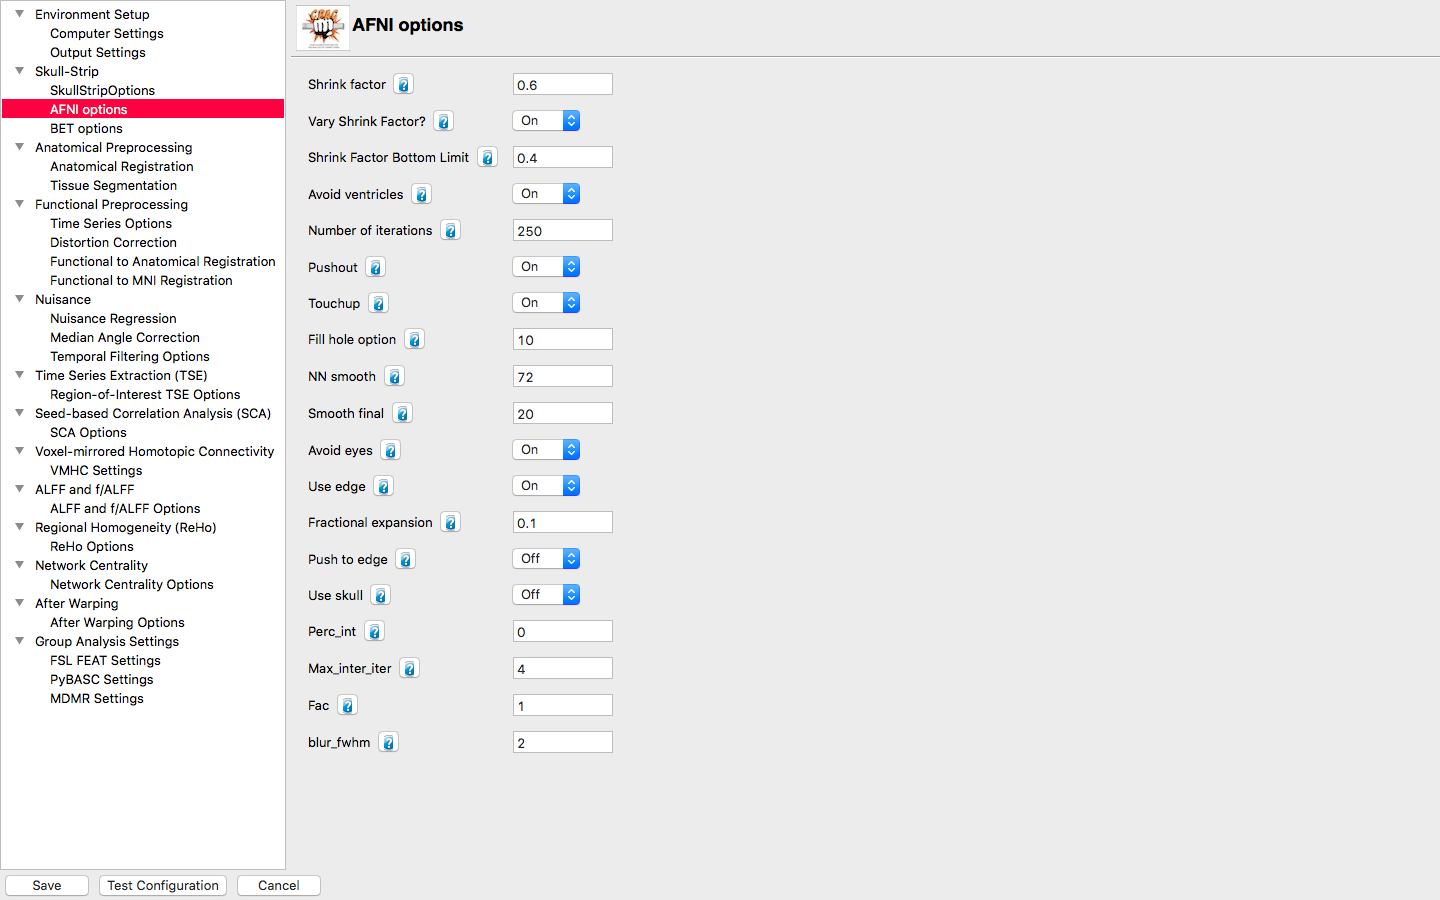 Environment Setup
Computer Settings
Output Settings
Skull-Strip
SkullStripOptions
AFNI options
BET options
Anatomical Preprocessing
Anatomical Registration
Tissue Segmentation
Functional Preprocessing
Time Series Options
Distortion Correction
Functional to Anatomical Registration
Functional to MNI Registration
Nuisance
Nuisance Regression
Median Angle Correction
Temporal Filtering Options
Time Series Extraction (TSE)
Region-of-Interest TSE Options
Seed-based Correlation Analysis (SCA)
SCA Options
Voxel-mirrored Homotopic Connectivity
VMHC Settings
ALFF and f/ALFF
ALFF and f/ALFF Options
Regional Homogeneity (ReHo)
ReHo Options
Network Centrality
Network Centrality Options
After Warping
After Warping Options
Group Analysis Settings
FSL FEAT Settings
PyBASC Settings
MDMR Settings
AFNI options
Shrink factor ? 0.6
Vary Shrink Factor? ? On
Shrink Factor Bottom Limit ? 0.4
Avoid ventricles ? On
Number of iterations ? 250
Pushout ? On
Touchup ? On
Fill hole option ? 10
NN smooth ? 72
Smooth final ? 20
Avoid eyes ? On
Use edge ? On
Fractional expansion ? 0.1
Push to edge ? Off
Use skull ? Off
Perc_int ? 0
Max_inter_iter ? 4
Fac ? 1
blur_fwhm ? 2
Save Test Configuration Cancel